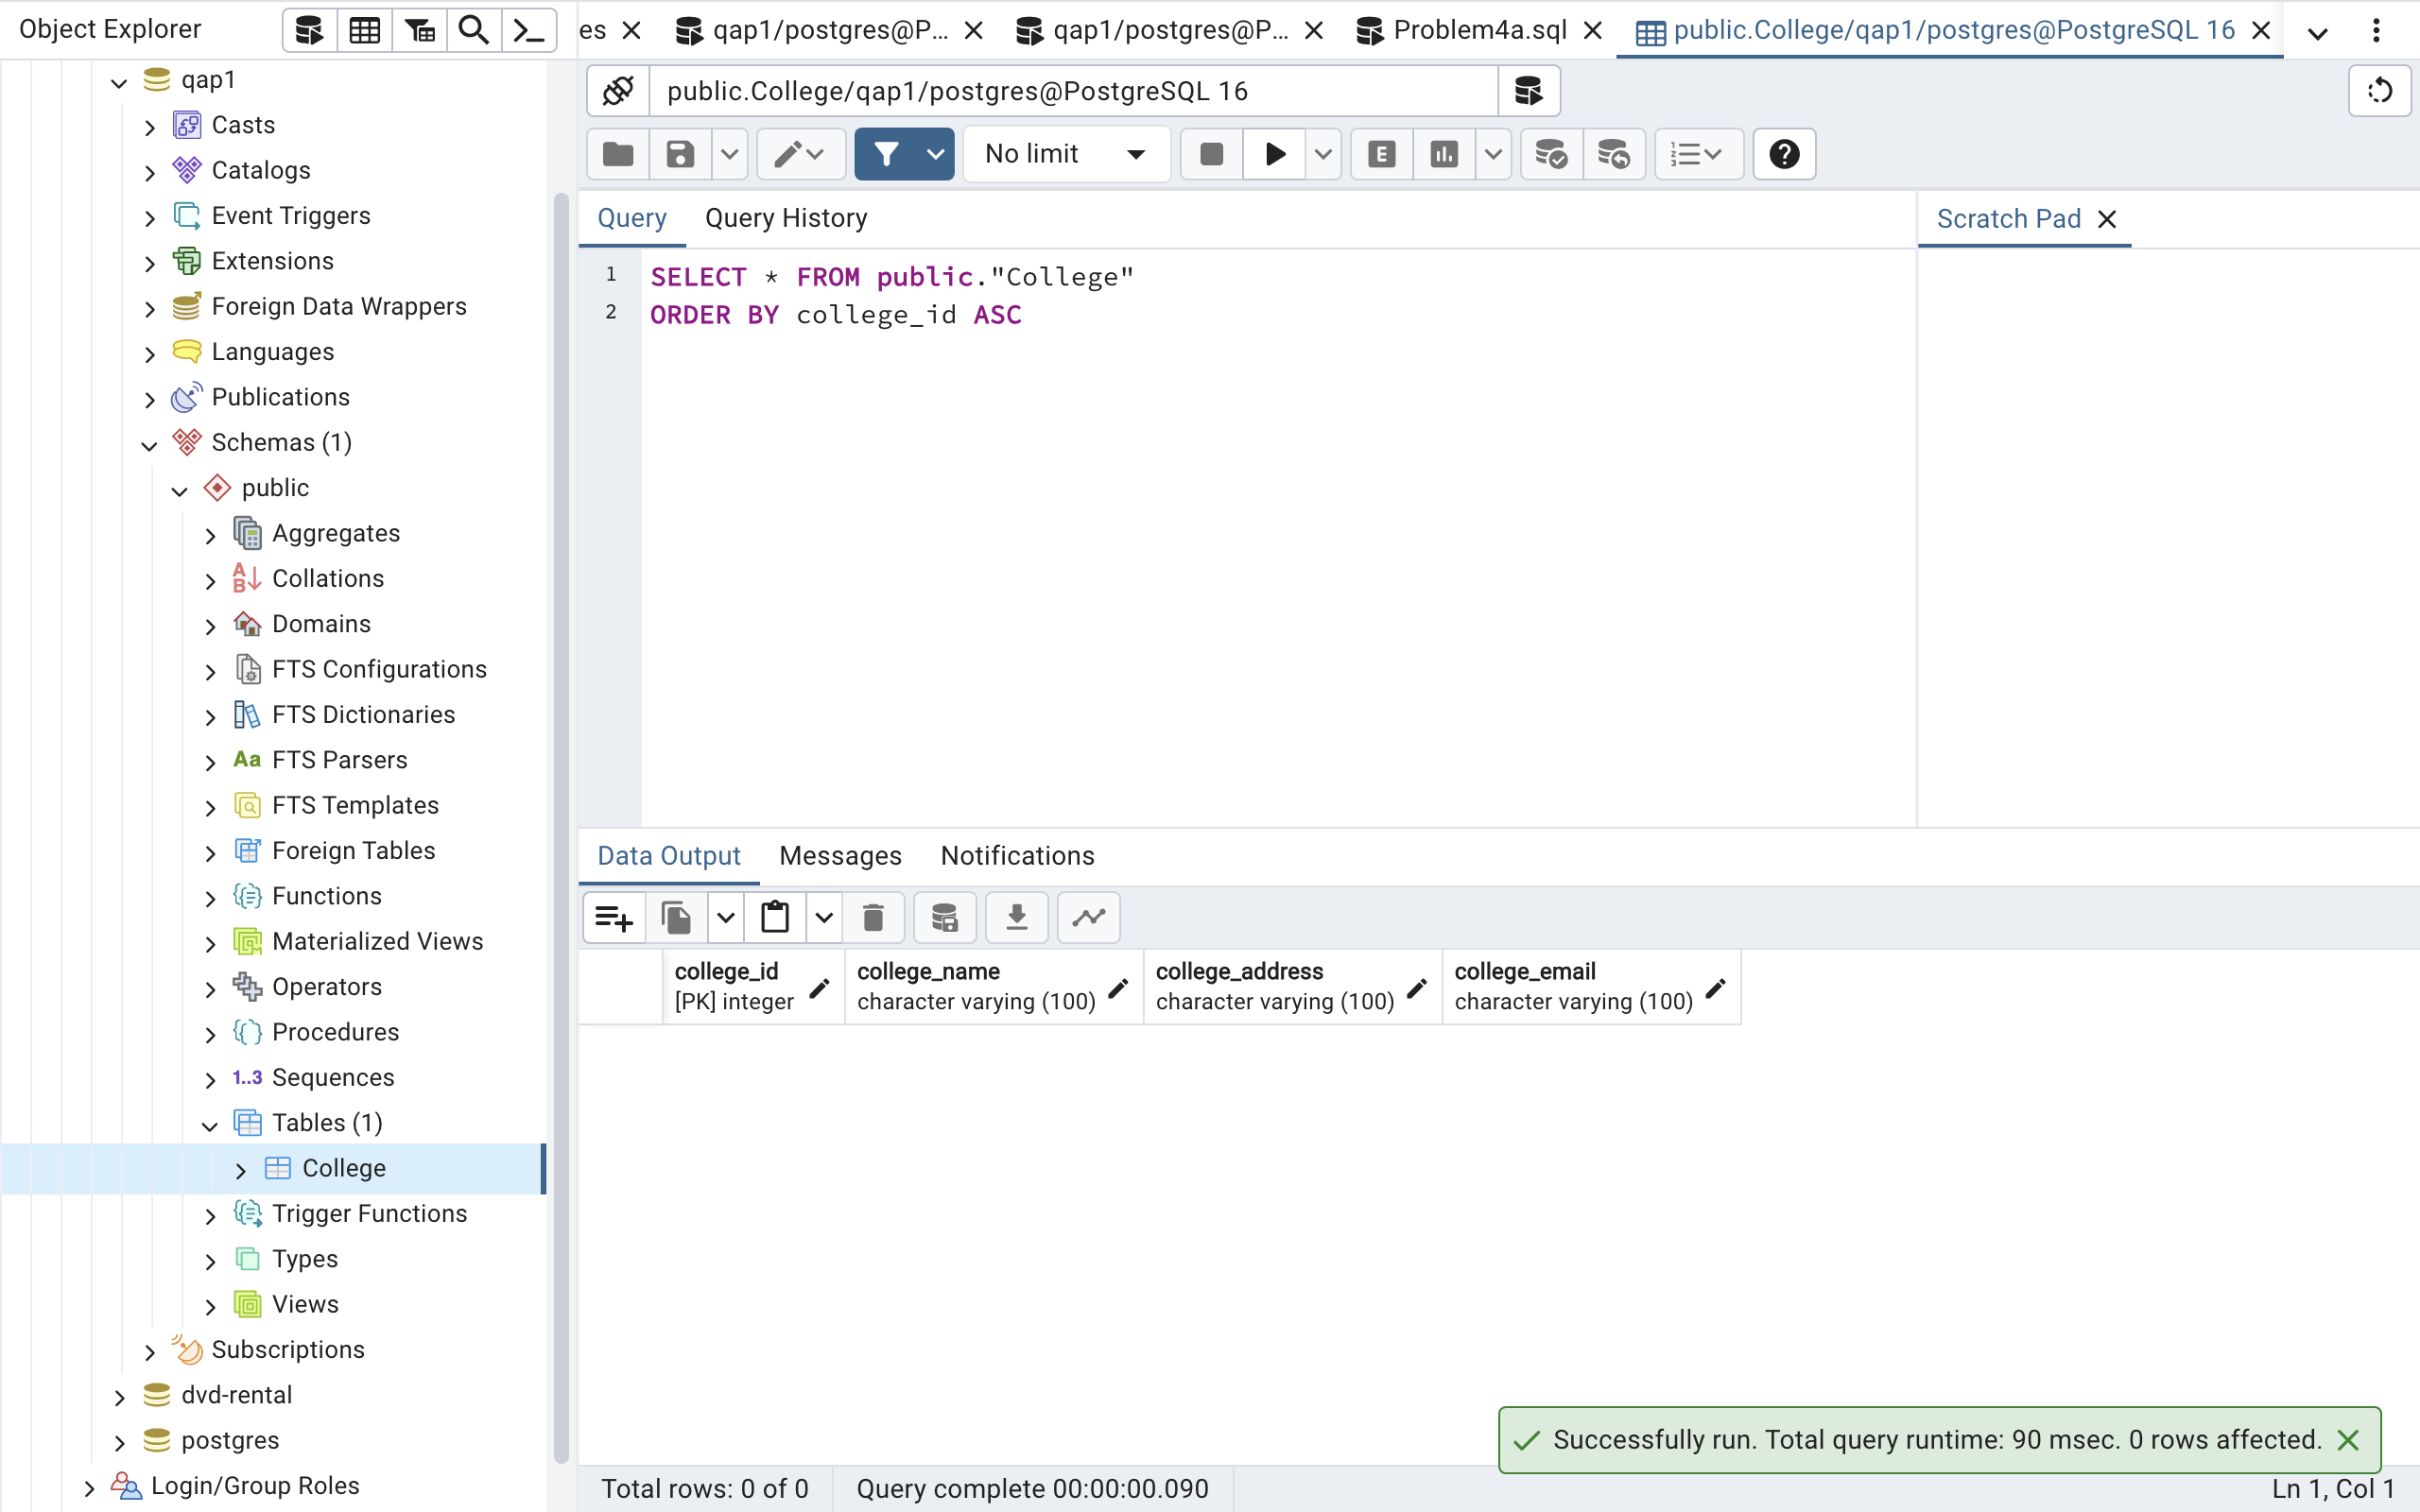 Object Explorer
es
qap1/postgres@P...
qap1/postgres@P...
Problem4a.sql
public.College/qap1/postgres@PostgreSQL 16
public.College/qap1/postgres@PostgreSQL 16
No limit
E
Query
Query History
Scratch Pad
1 SELECT * FROM public."College"
2 ORDER BY college_id ASC
qap1
Casts
Catalogs
Event Triggers
Extensions
Foreign Data Wrappers
Languages
Publications
Schemas (1)
public
Aggregates
Collations
Domains
FTS Configurations
FTS Dictionaries
Aa FTS Parsers
FTS Templates
Foreign Tables
Functions
Materialized Views
Operators
Procedures
1..3 Sequences
Tables (1)
College
Trigger Functions
Types
Views
Subscriptions
dvd-rental
postgres
Login/Group Roles
Data Output
Messages
Notifications
college_id
[PK] integer
college_name
character varying (100)
college_address
character varying (100)
college_email
character varying (100)
Successfully run. Total query runtime: 90 msec. 0 rows affected.
Total rows: 0 of 0
Query complete 00:00:00.090
Ln 1, Col 1